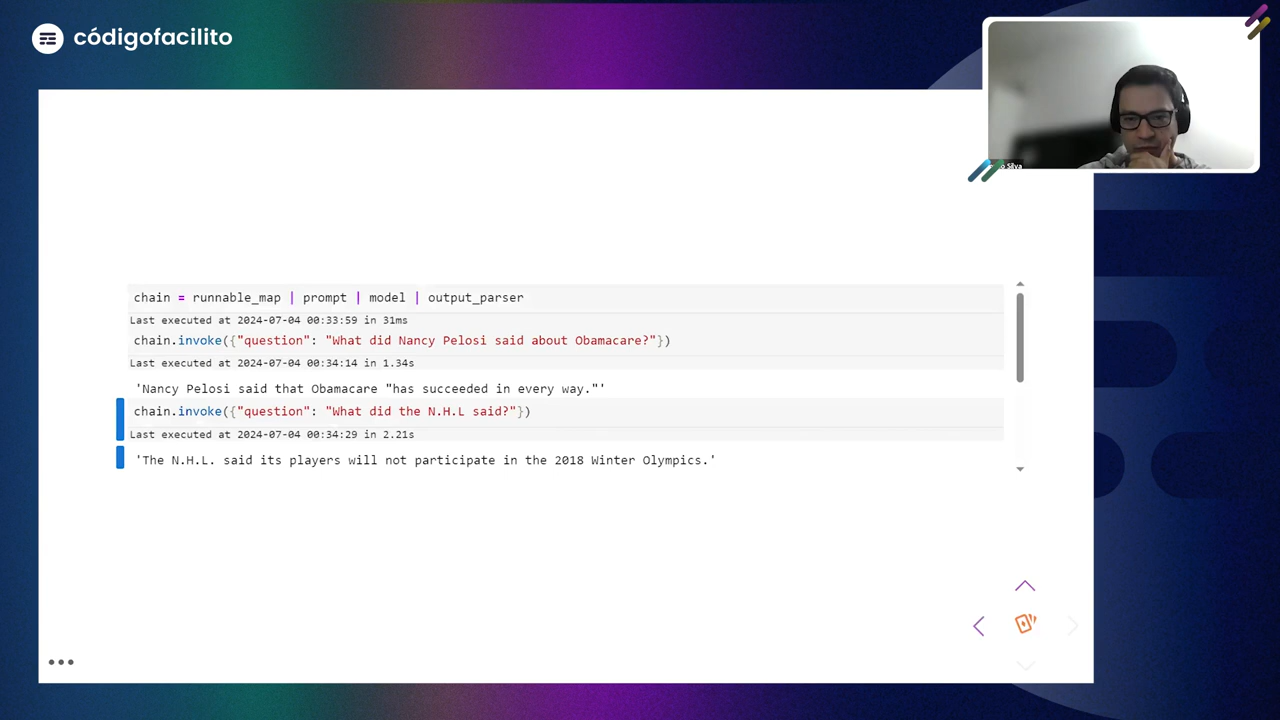 códigofacilito
Silva
chain = runnable_map | prompt | model | output_parser
Last executed at 2024-07-04 00:33:59 in 31ms
chain.invoke({"question": "What did Nancy Pelosi said about Obamacare?"})
Last executed at 2024-07-04 00:34:14 in 1.34s
'Nancy Pelosi said that Obamacare "has succeeded in every way."'
chain.invoke({"question": "What did the N.H.L said?"})
Last executed at 2024-07-04 00:34:29 in 2.21s
'The N.H.L. said its players will not participate in the 2018 Winter Olympics.'